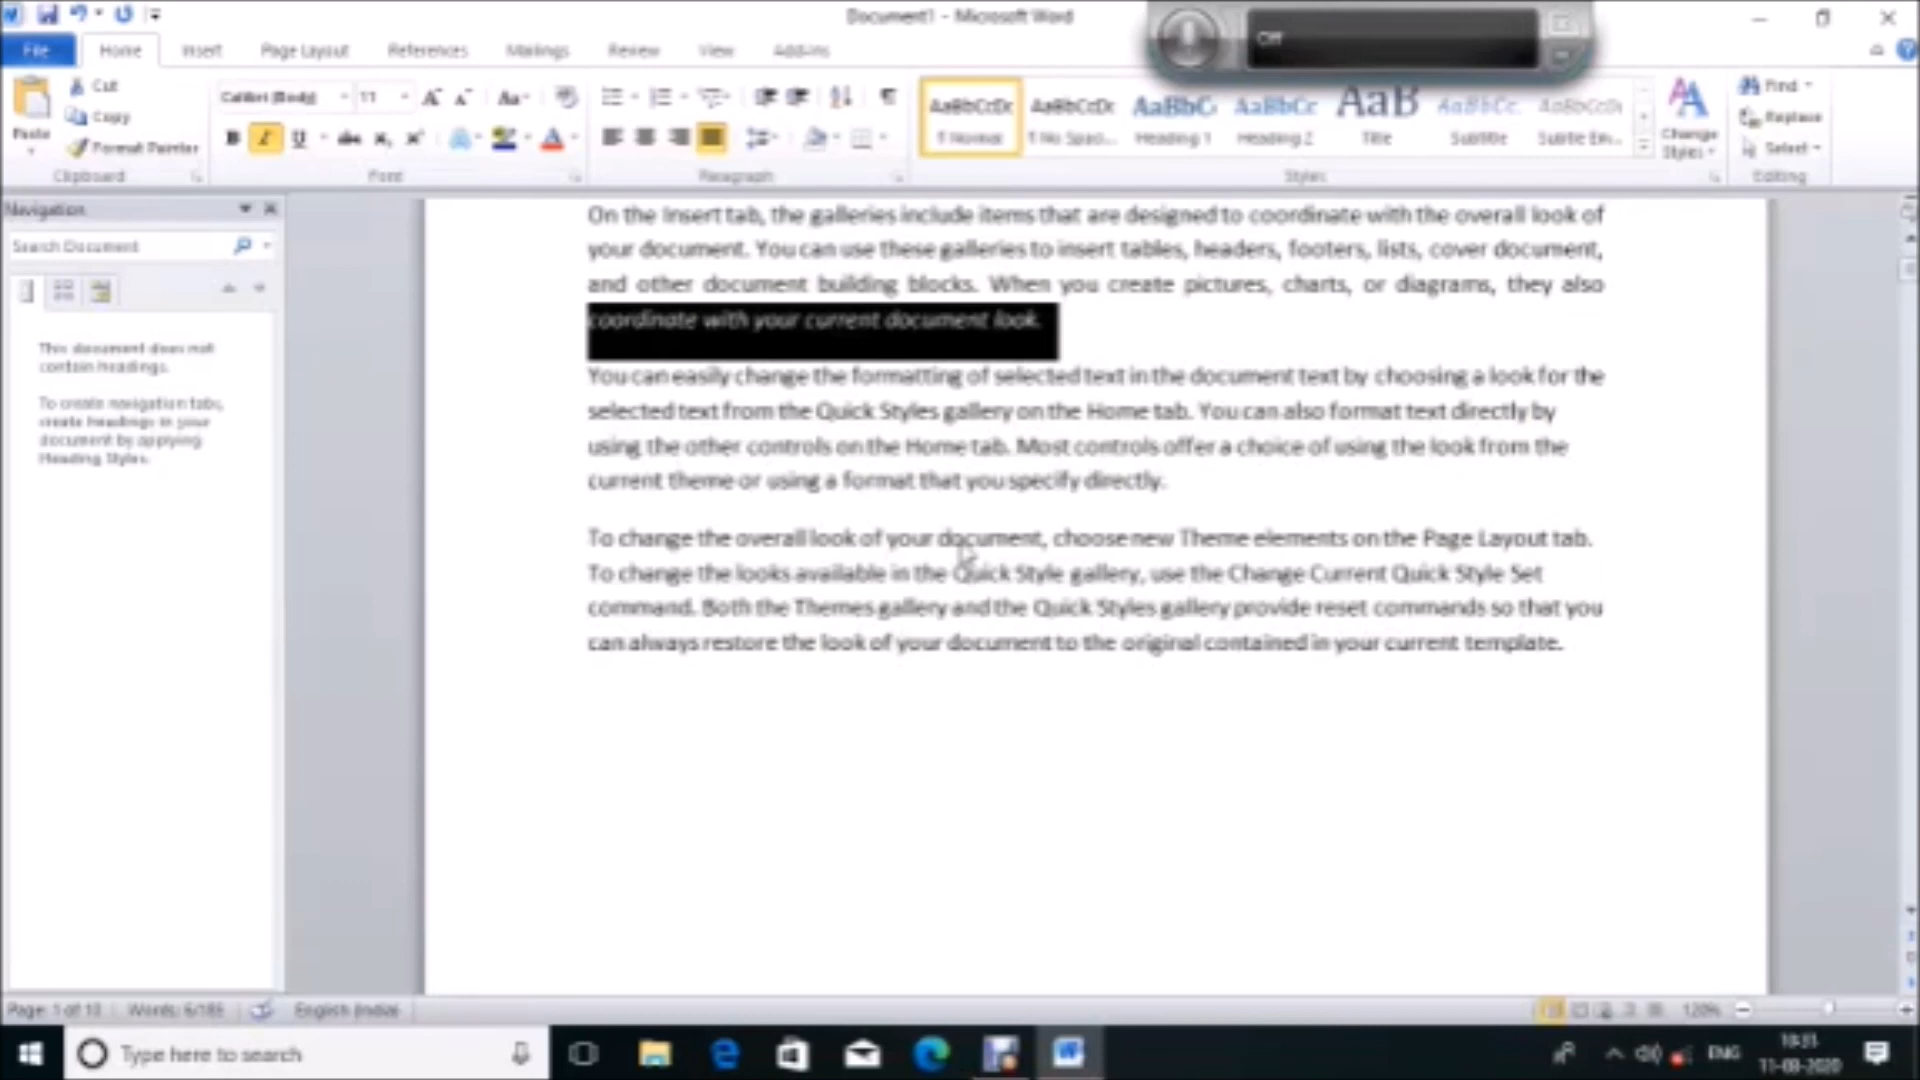 Document1 - Microsoft Word
Off
File Home Insert Page Layout References Mailings Review View Add-Ins
Cut
Copy
Format Painter
Paste
Clipboard
Calibri (Body) 11
Font
Paragraph
AaBbCcDc AaBbCcDc AaBbC AaBbCc AaB AaBbCc. AaBbCcDi
¶ Normal ¶ No Spaci... Heading 1 Heading 2 Title Subtitle Subtle Em...
Change
Styles
Styles
Find
Replace
Select
Editing
Navigation
Search Document
This document does not
contain headings.
To create navigation tabs,
create headings in your
document by applying
Heading Styles.
On the Insert tab, the galleries include items that are designed to coordinate with the overall look of
your document. You can use these galleries to insert tables, headers, footers, lists, cover document,
and other document building blocks. When you create pictures, charts, or diagrams, they also
coordinate with your current document look.
You can easily change the formatting of selected text in the document text by choosing a look for the
selected text from the Quick Styles gallery on the Home tab. You can also format text directly by
using the other controls on the Home tab. Most controls offer a choice of using the look from the
current theme or using a format that you specify directly.
To change the overall look of your document, choose new Theme elements on the Page Layout tab.
To change the looks available in the Quick Style gallery, use the Change Current Quick Style Set
command. Both the Themes gallery and the Quick Styles gallery provide reset commands so that you
can always restore the look of your document to the original contained in your current template.
Page: 1 of Words: 6/185 English (India)
120%
Type here to search
ENG
11-08-2020